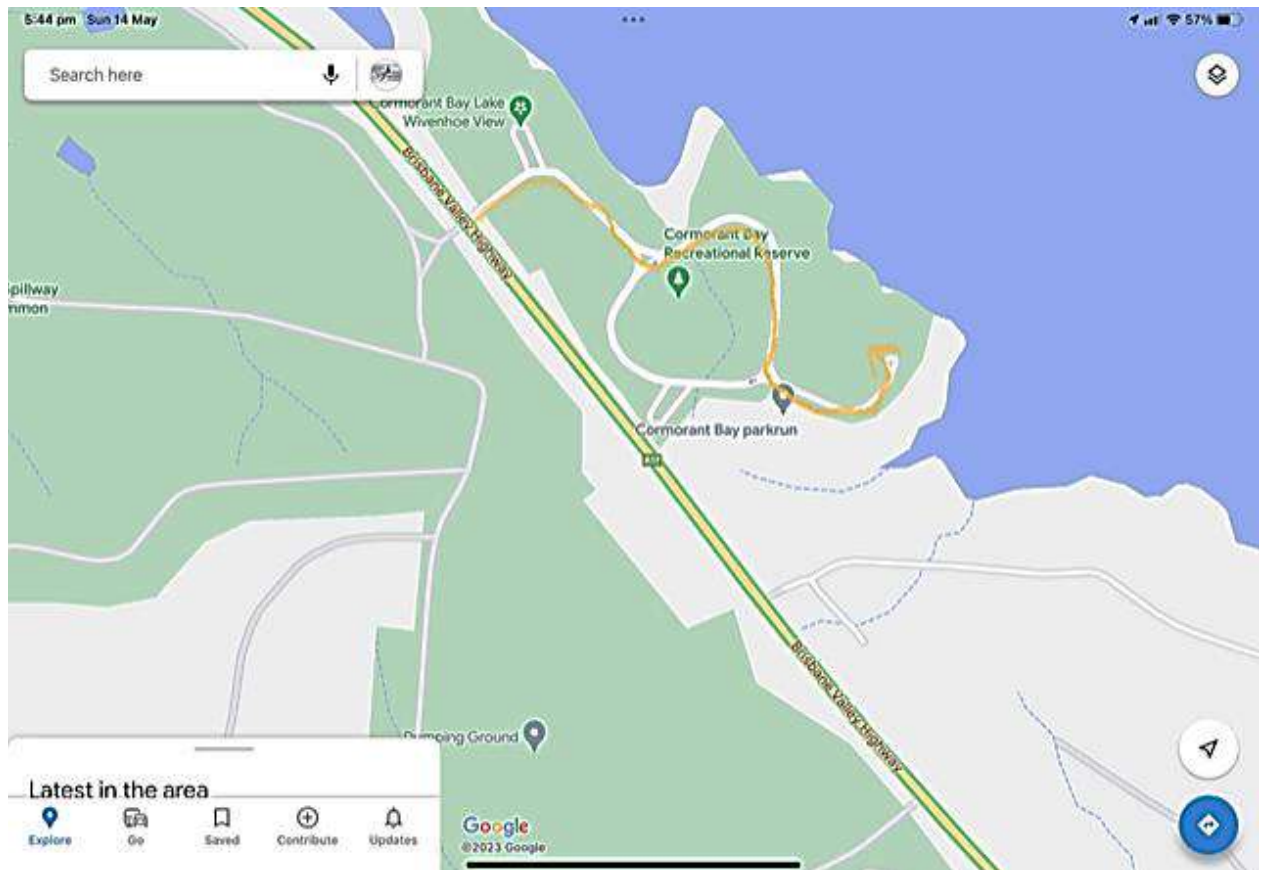 5:44 pm Sun 14 May
57%
Search here
Cormorant Bay Lake
Wivenhoe View
Brisbane Valley Highway
Cormorant Bay
Recreational Reserve
Spillway
mmon
Cormorant Bay parkrun
Brisbane Valley Highway
Dumping Ground
Latest in the area
Explore
Go
Saved
Contribute
Updates
Google
©2023 Google